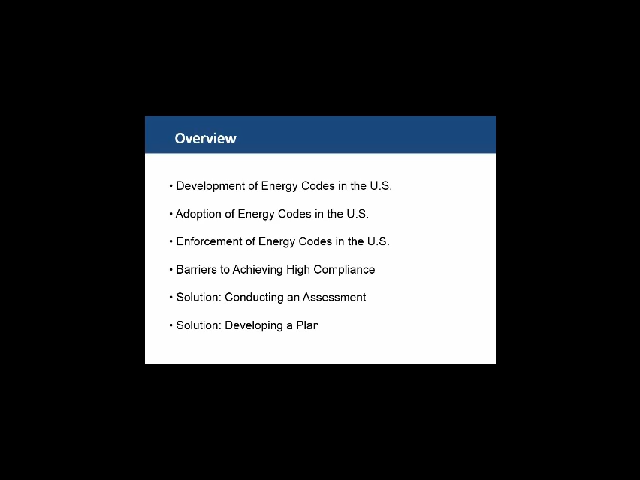 Overview
• Development of Energy Codes in the U.S.
• Adoption of Energy Codes in the U.S.
• Enforcement of Energy Codes in the U.S.
• Barriers to Achieving High Compliance
• Solution: Conducting an Assessment
• Solution: Developing a Plan